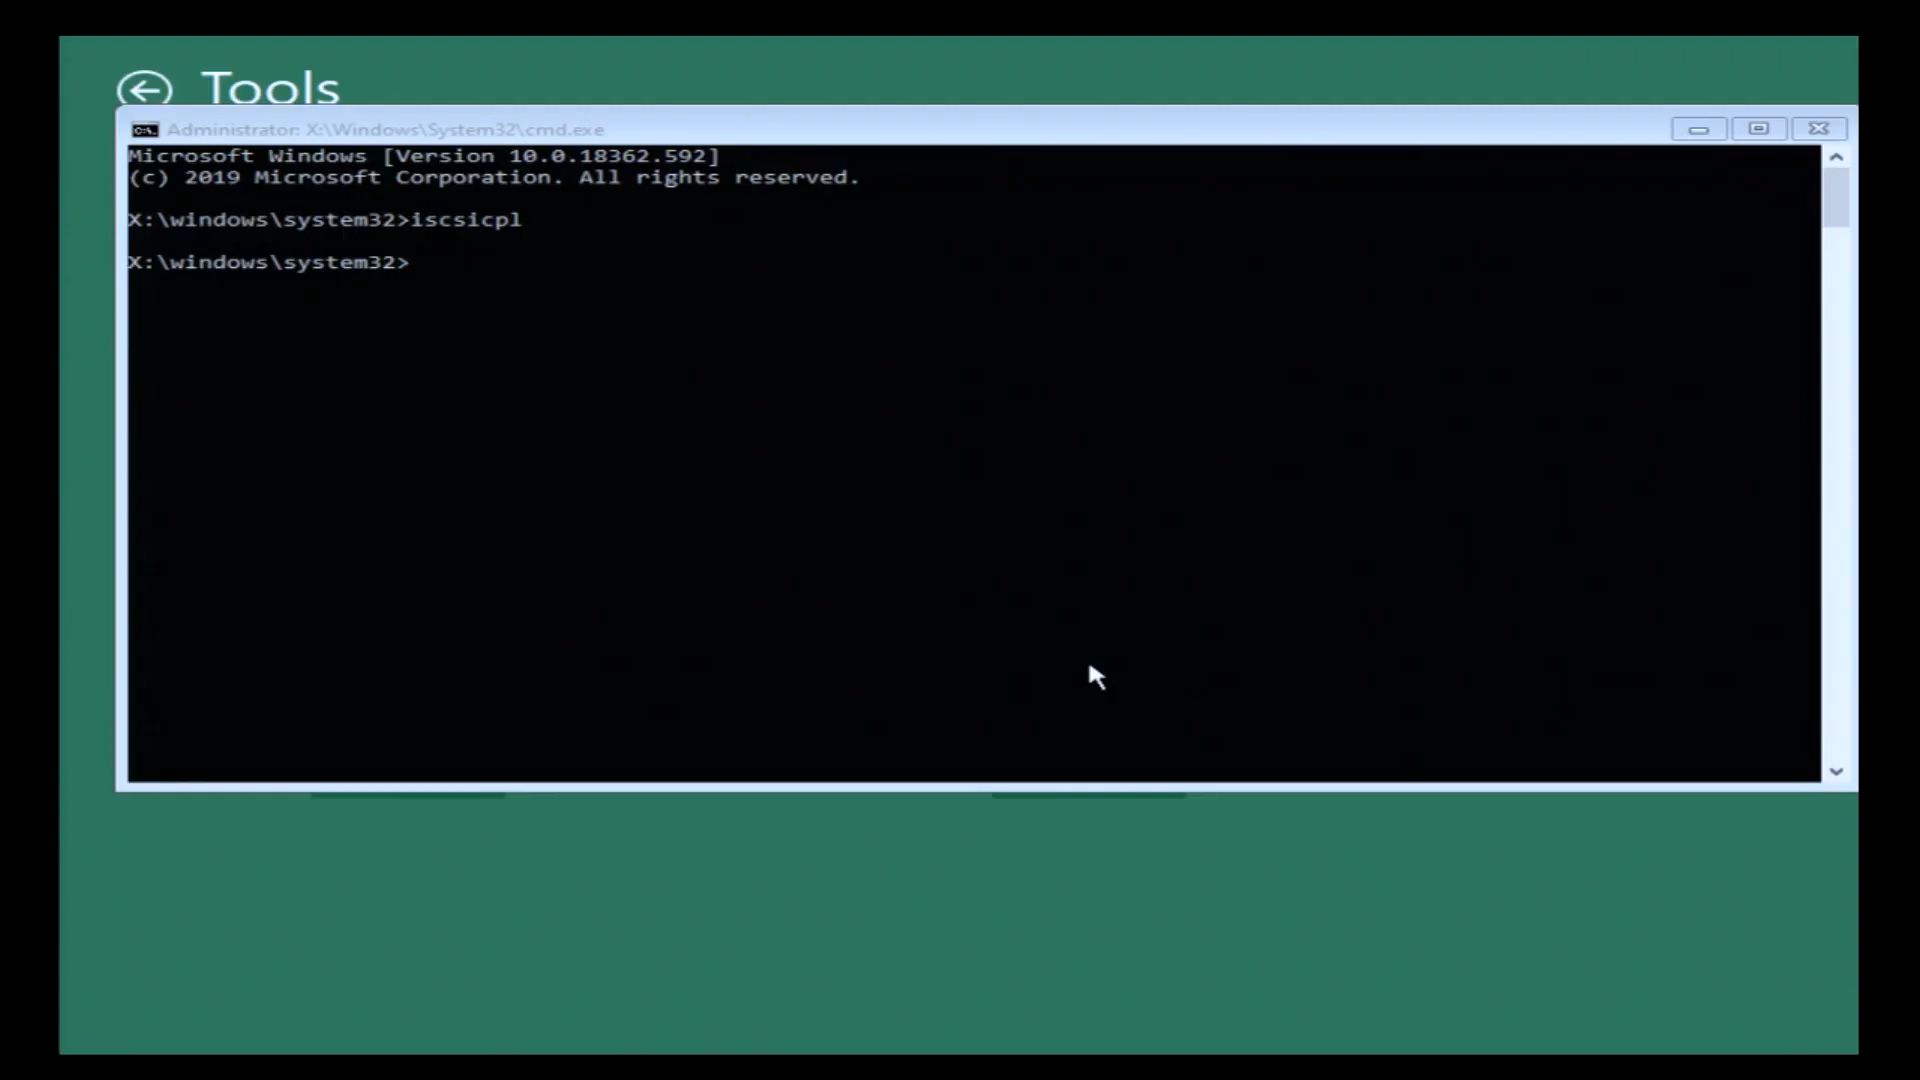 Tools
Administrator: X:\Windows\System32\cmd.exe
Microsoft Windows [Version 10.0.18362.592]
(c) 2019 Microsoft Corporation. All rights reserved.
X:\windows\system32>iscsicpl
X:\windows\system32>